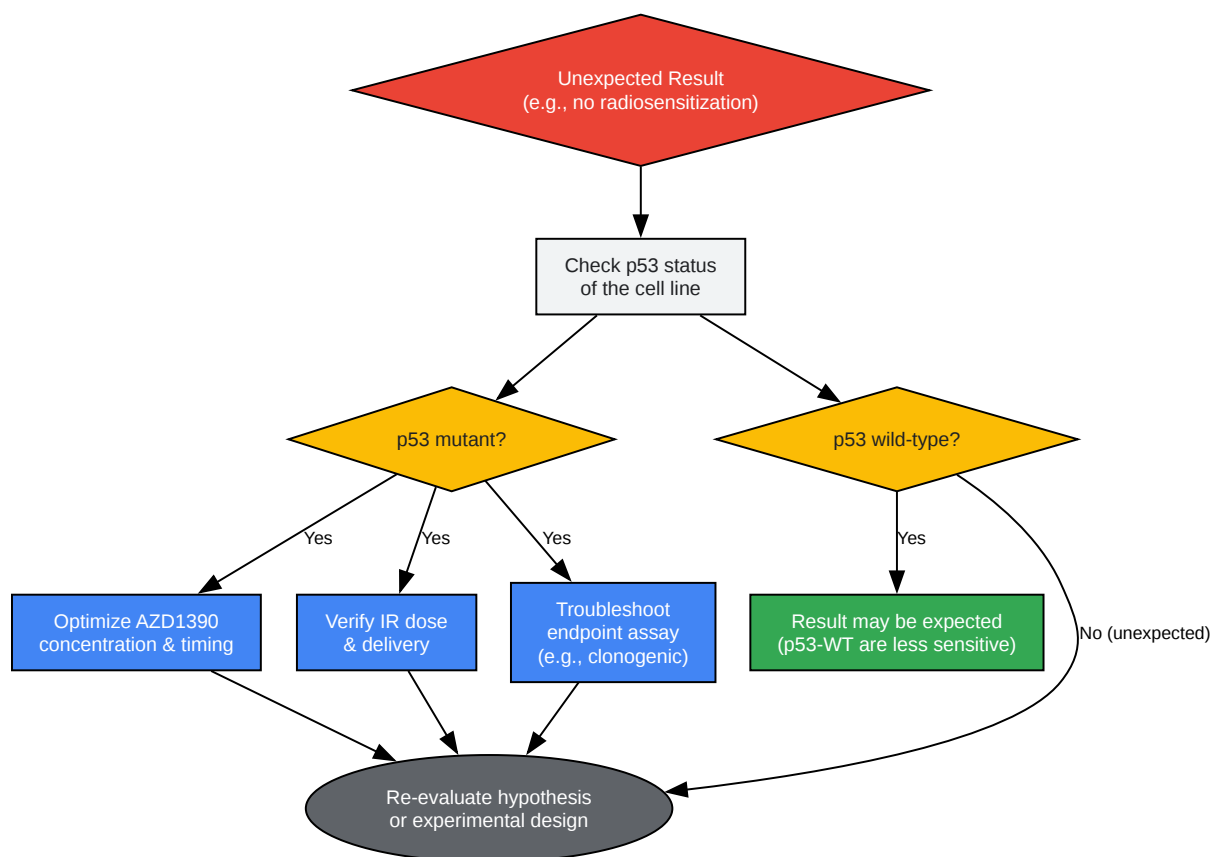 Unexpected Result
(e.g., no radiosensitization)
Check p53 status
of the cell line
p53 mutant?
p53 wild-type?
Yes
Yes
Yes
Yes
Optimize AZD1390
concentration & timing
Verify IR dose
& delivery
Troubleshoot
endpoint assay
(e.g., clonogenic)
Result may be expected
(p53-WT are less sensitive)
No (unexpected)
Re-evaluate hypothesis
or experimental design